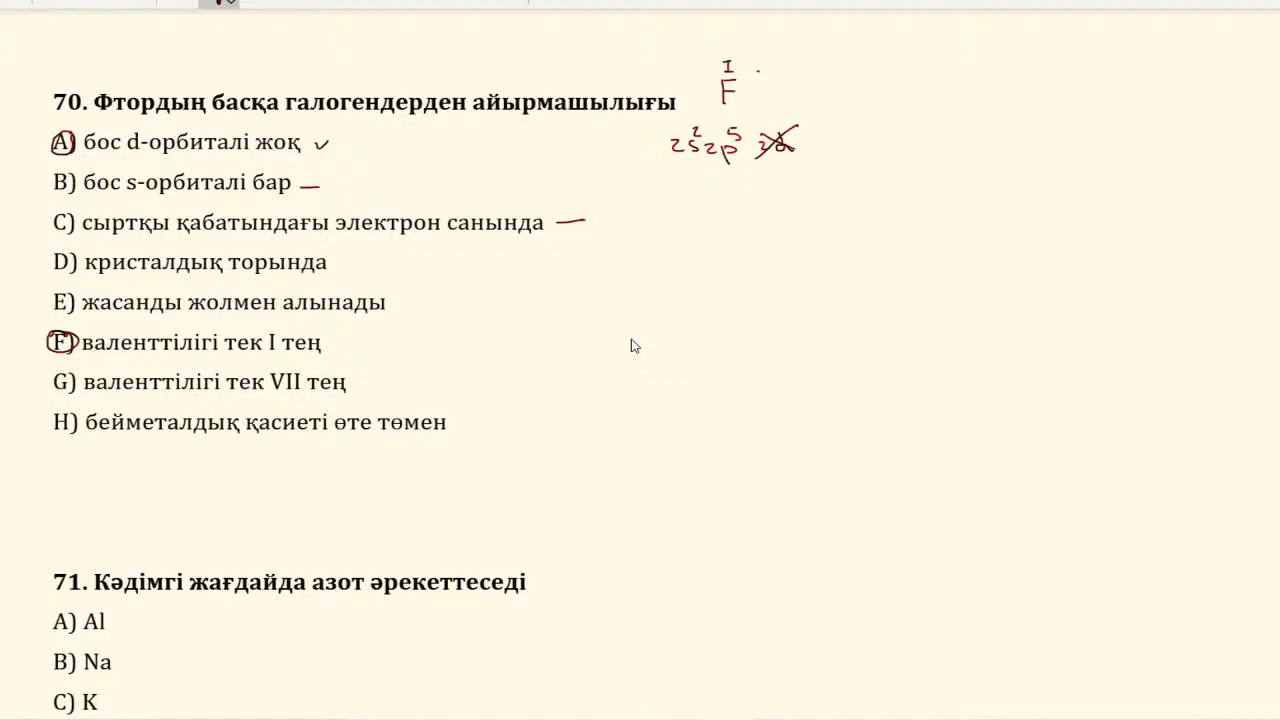 I
F
70. Фтордың басқа галогендерден айырмашылығы
2s²2p⁵
A) бос d-орбиталі жоқ
B) бос s-орбиталі бар
C) сыртқы қабатындағы электрон санында
D) кристалдық торында
E) жасанды жолмен алынады
F) валенттілігі тек I тең
G) валенттілігі тек VII тең
H) бейметалдық қасиеті өте төмен
71. Кәдімгі жағдайда азот әрекеттеседі
A) Al
B) Na
C) K